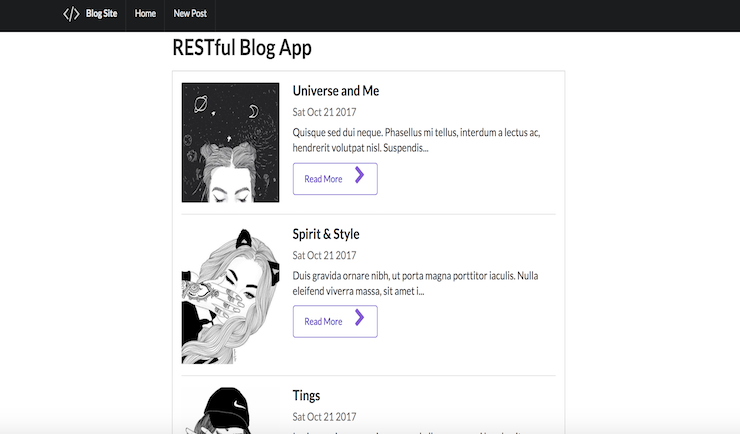 </> Blog Site Home New Post
RESTful Blog App
Universe and Me
Sat Oct 21 2017
Quisque sed dui neque. Phasellus mi tellus, interdum a lectus ac,
hendrerit volutpat nisl. Suspendis...
Read More
Spirit & Style
Sat Oct 21 2017
Duis gravida ornare nibh, ut porta magna porttitor iaculis. Nulla
eleifend viverra massa, sit amet i...
Read More
Tings
Sat Oct 21 2017